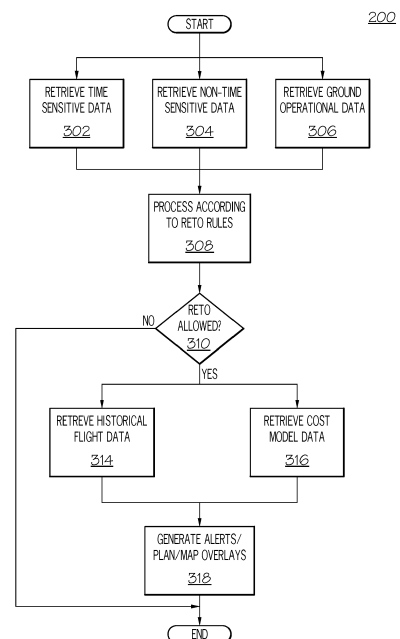 200
START
RETRIEVE TIME
SENSITIVE DATA
302
RETRIEVE NON-TIME
SENSITIVE DATA
304
RETRIEVE GROUND
OPERATIONAL DATA
306
PROCESS ACCORDING
TO RETO RULES
308
RETO
ALLOWED?
310
NO
YES
RETREVE HISTORICAL
FLIGHT DATA
314
RETRIEVE COST
MODEL DATA
316
GENERATE ALERTS/
PLAN/MAP OVERLAYS
318
END